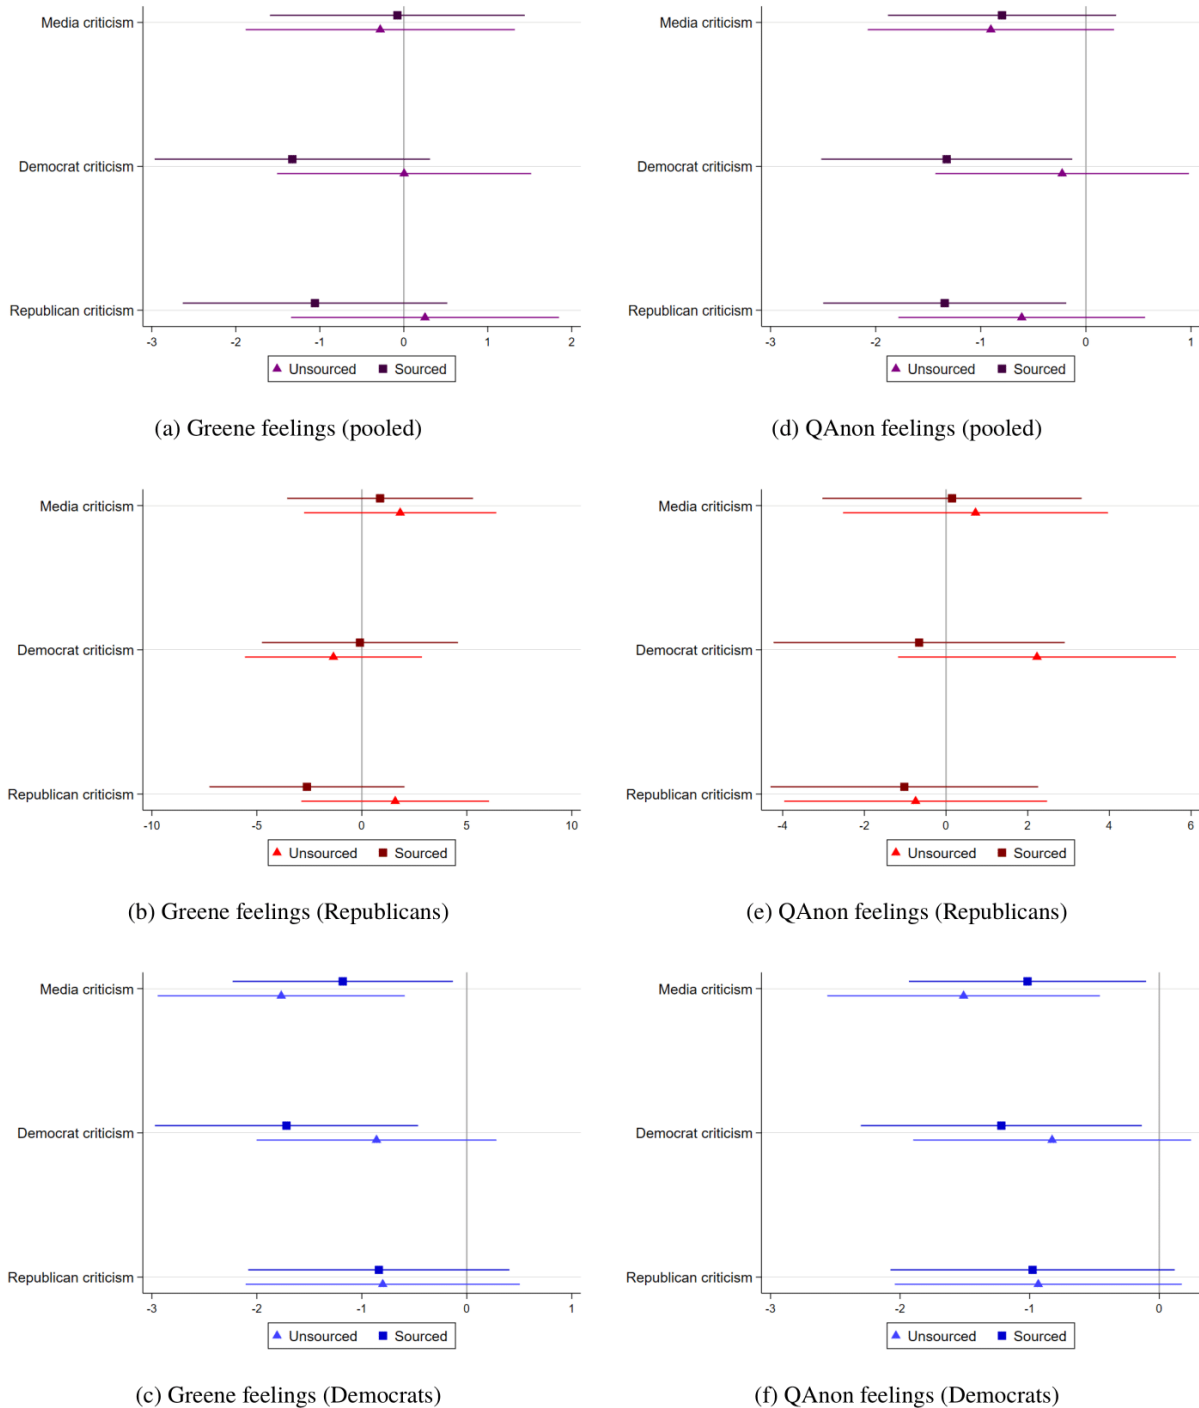 Media criticism
Democrat criticism
Republican criticism
-3 -2 -1 0 1 2
Unsourced Sourced
(a) Greene feelings (pooled)
Media criticism
Democrat criticism
Republican criticism
-3 -2 -1 0 1
Unsourced Sourced
(d) QAnon feelings (pooled)
Media criticism
Democrat criticism
Republican criticism
-10 -5 0 5 10
Unsourced Sourced
(b) Greene feelings (Republicans)
Media criticism
Democrat criticism
Republican criticism
-4 -2 0 2 4 6
Unsourced Sourced
(e) QAnon feelings (Republicans)
Media criticism
Democrat criticism
Republican criticism
-3 -2 -1 0 1
Unsourced Sourced
(c) Greene feelings (Democrats)
Media criticism
Democrat criticism
Republican criticism
-3 -2 -1 0
Unsourced Sourced
(f) QAnon feelings (Democrats)